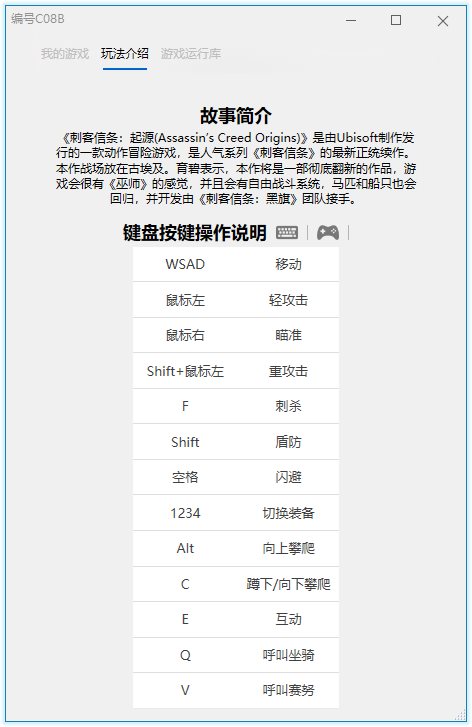 编号C08B
我的游戏 玩法介绍 游戏运行库
故事简介
《刺客信条：起源(Assassin's Creed Origins)》是由Ubisoft制作发
行的一款动作冒险游戏，是人气系列《刺客信条》的最新正统续作。
本作战场放在古埃及。育碧表示，本作将是一部彻底翻新的作品，游
戏会很有《巫师》的感觉，并且会有自由战斗系统，马匹和船只也会
回归，并开发由《刺客信条：黑旗》团队接手。
键盘按键操作说明
WSAD 移动
鼠标左 轻攻击
鼠标右 瞄准
Shift+鼠标左 重攻击
F 刺杀
Shift 盾防
空格 闪避
1234 切换装备
Alt 向上攀爬
C 蹲下/向下攀爬
E 互动
Q 呼叫坐骑
V 呼叫赛努